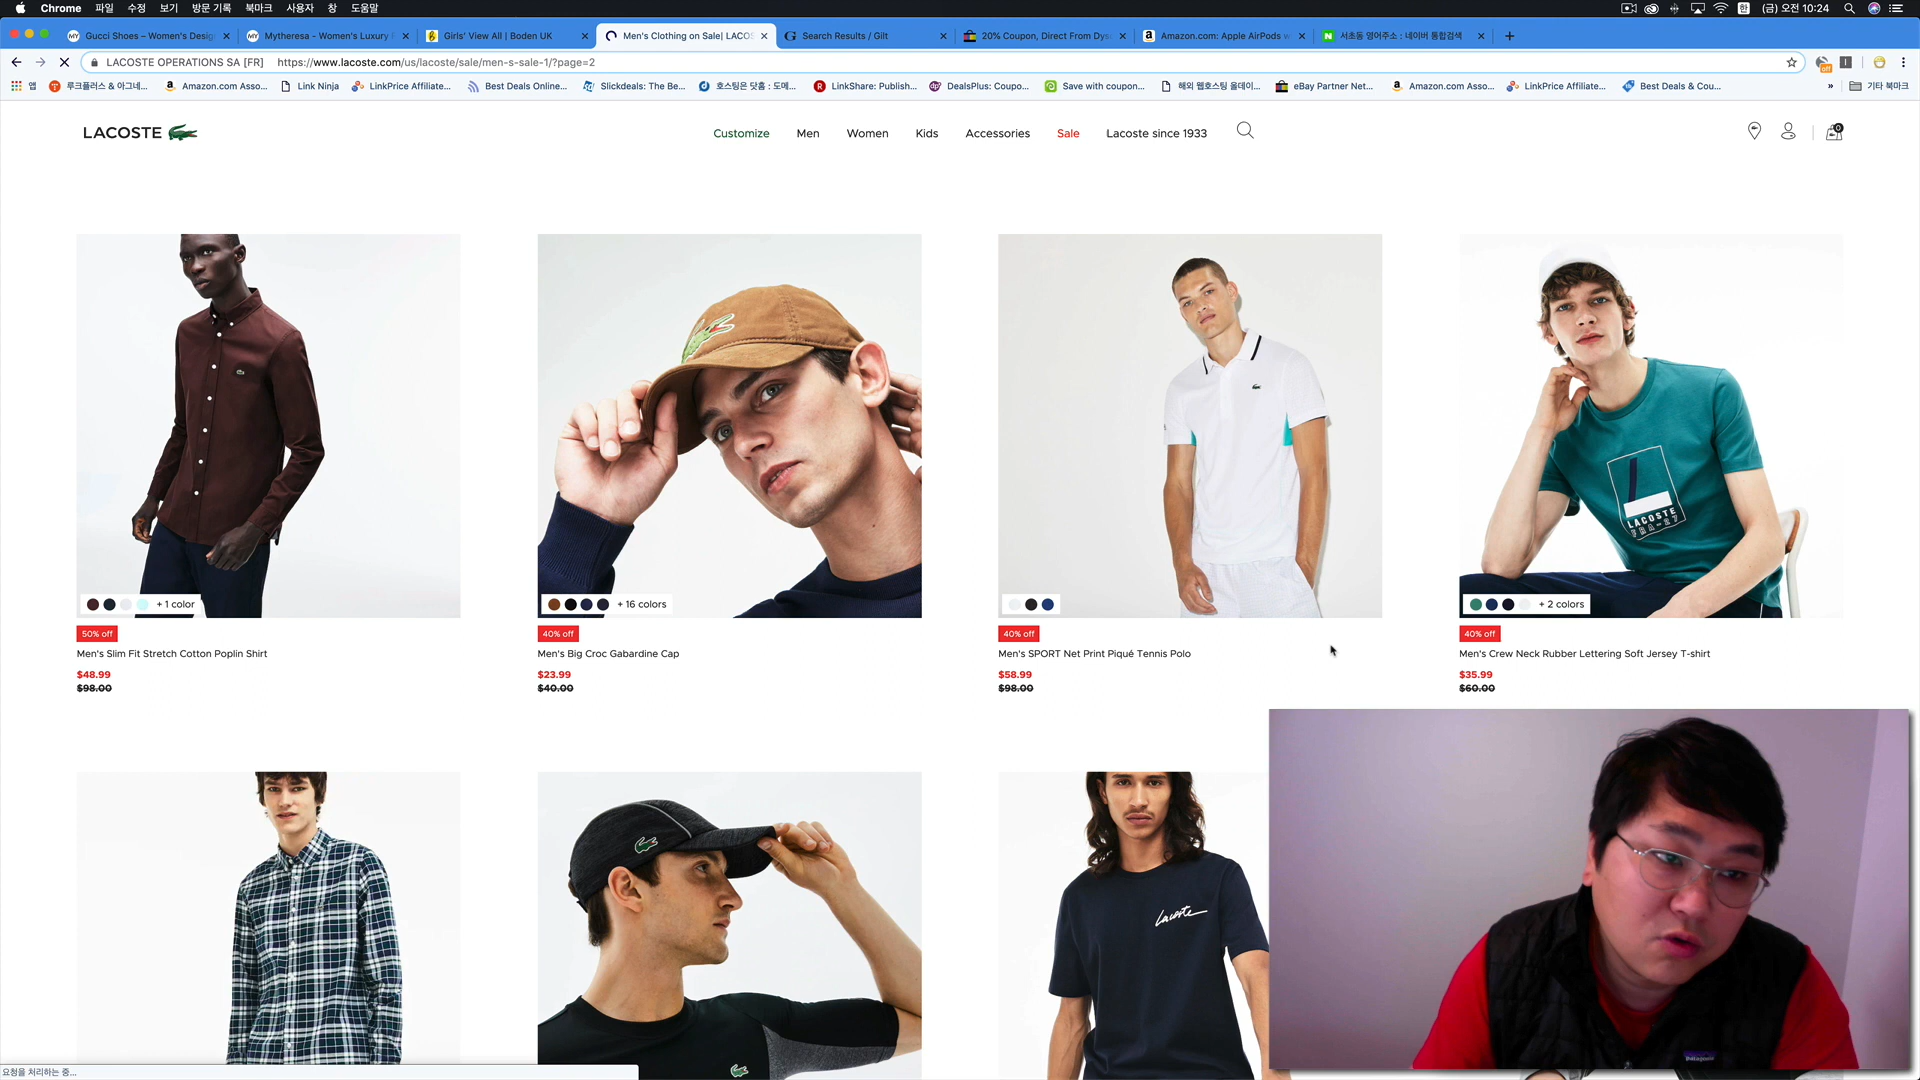 Chrome 파일 수정 보기 방문 기록 북마크 사용자 창 도움말 한 (금) 오전 10:24
Gucci Shoes – Women's Desig Mytheresa - Women's Luxury Girls' View All | Boden UK Men's Clothing on Sale| LACOS Search Results / Gilt 20% Coupon, Direct From Dys Amazon.com: Apple AirPods w 서초동 영어주소 : 네이버 통합검색
LACOSTE OPERATIONS SA [FR] https://www.lacoste.com/us/lacoste/sale/men-s-sale-1/?page=2 off
앱 루크플러스 & 아그네... Amazon.com Asso... Link Ninja LinkPrice Affiliate... Best Deals Online... Slickdeals: The Be... 호스팅은 닷홈 : 도메... LinkShare: Publish... DealsPlus: Coupo... Save with coupon... 해외 웹호스팅 올데이... eBay Partner Net... Amazon.com Asso... LinkPrice Affiliate... Best Deals & Cou... » 기타 북마크
LACOSTE Customize Men Women Kids Accessories Sale Lacoste since 1933 0
LACOSTE
Lacoste
+ 1 color
+ 16 colors
+ 2 colors
50% off
40% off
40% off
40% off
Men's Slim Fit Stretch Cotton Poplin Shirt
Men's Big Croc Gabardine Cap
Men's SPORT Net Print Piqué Tennis Polo
Men's Crew Neck Rubber Lettering Soft Jersey T-shirt
$48.99
$23.99
$58.99
$35.99
$98.00
$40.00
$98.00
$60.00
patagonia
요청을 처리하는 중...